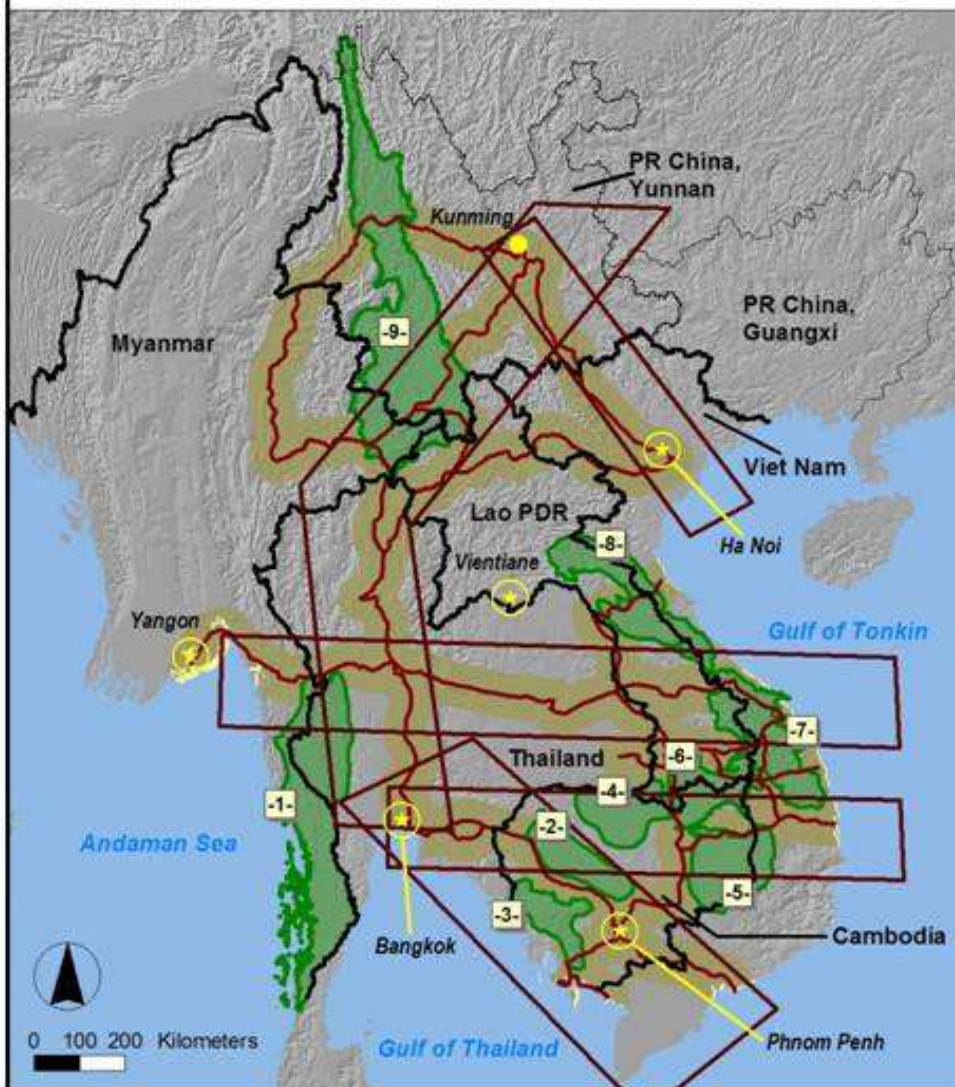 PR China,
Yunnan
Kunming
PR China,
Guangxi
Myanmar
-9-
Viet Nam
Lao PDR
-8-
Ha Noi
Vientiane
Yangon
Gulf of Tonkin
-7-
Thailand
-6-
-1-
-4-
-2-
Andaman Sea
-5-
-3-
Bangkok
Cambodia
0 100 200 Kilometers
Gulf of Thailand
Phnom Penh